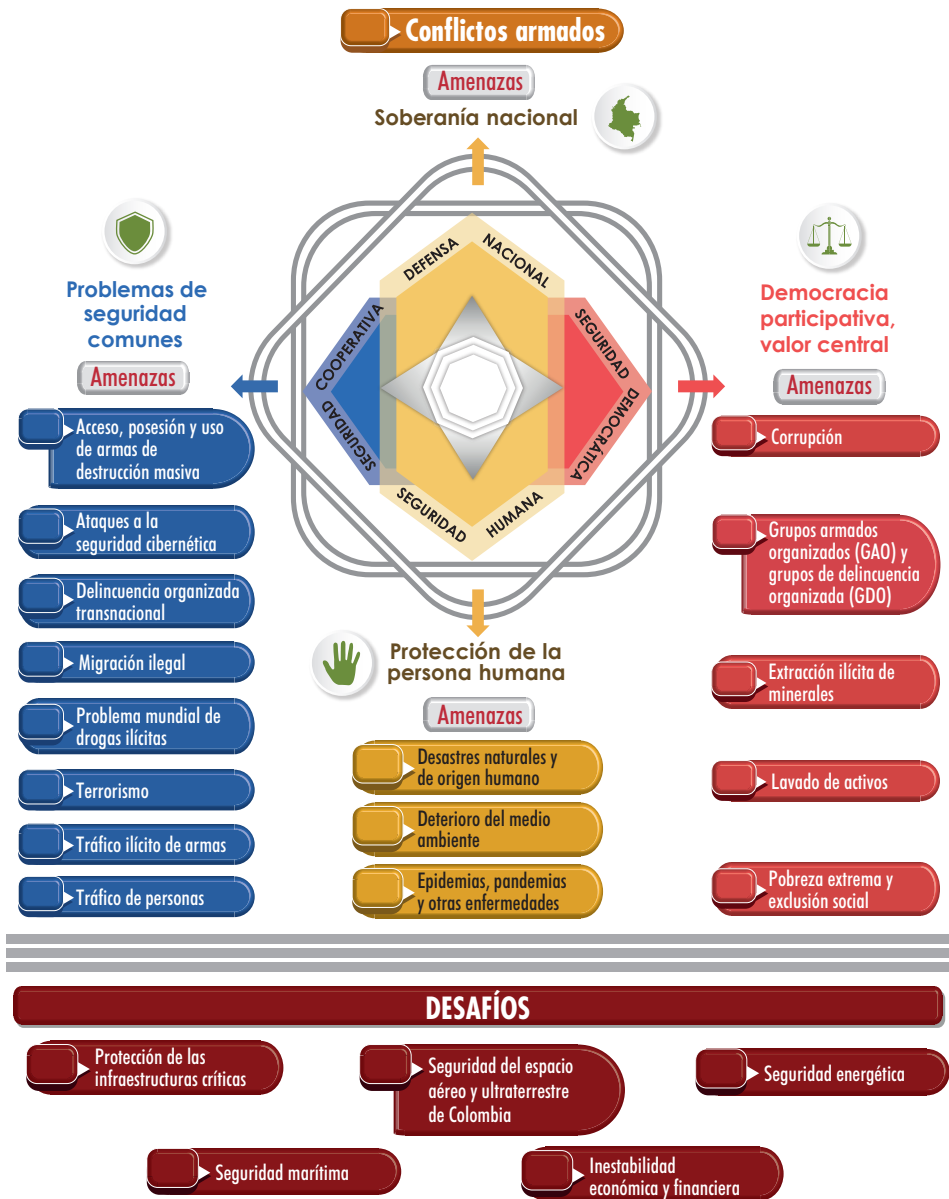 Conflictos armados
Amenazas
Soberanía nacional
DEFENSA
NACIONAL
SEGURIDAD
DEMOCRÁTICA
SEGURIDAD
HUMANA
SEGURIDAD
COOPERATIVA
Problemas de
seguridad
comunes
Amenazas
Acceso, posesión y uso
de armas de
destrucción masiva
Ataques a la
seguridad cibernética
Delincuencia organizada
transnacional
Migración ilegal
Problema mundial de
drogas ilícitas
Terrorismo
Tráfico ilícito de armas
Tráfico de personas
Protección de la
persona humana
Amenazas
Desastres naturales y
de origen humano
Deterioro del medio
ambiente
Epidemias, pandemias
y otras enfermedades
Democracia
participativa,
valor central
Amenazas
Corrupción
Grupos armados
organizados (GAO) y
grupos de delincuencia
organizada (GDO)
Extracción ilícita de
minerales
Lavado de activos
Pobreza extrema y
exclusión social
DESAFÍOS
Protección de las
infraestructuras críticas
Seguridad del espacio
aéreo y ultraterrestre
de Colombia
Seguridad energética
Seguridad marítima
Inestabilidad
económica y financiera